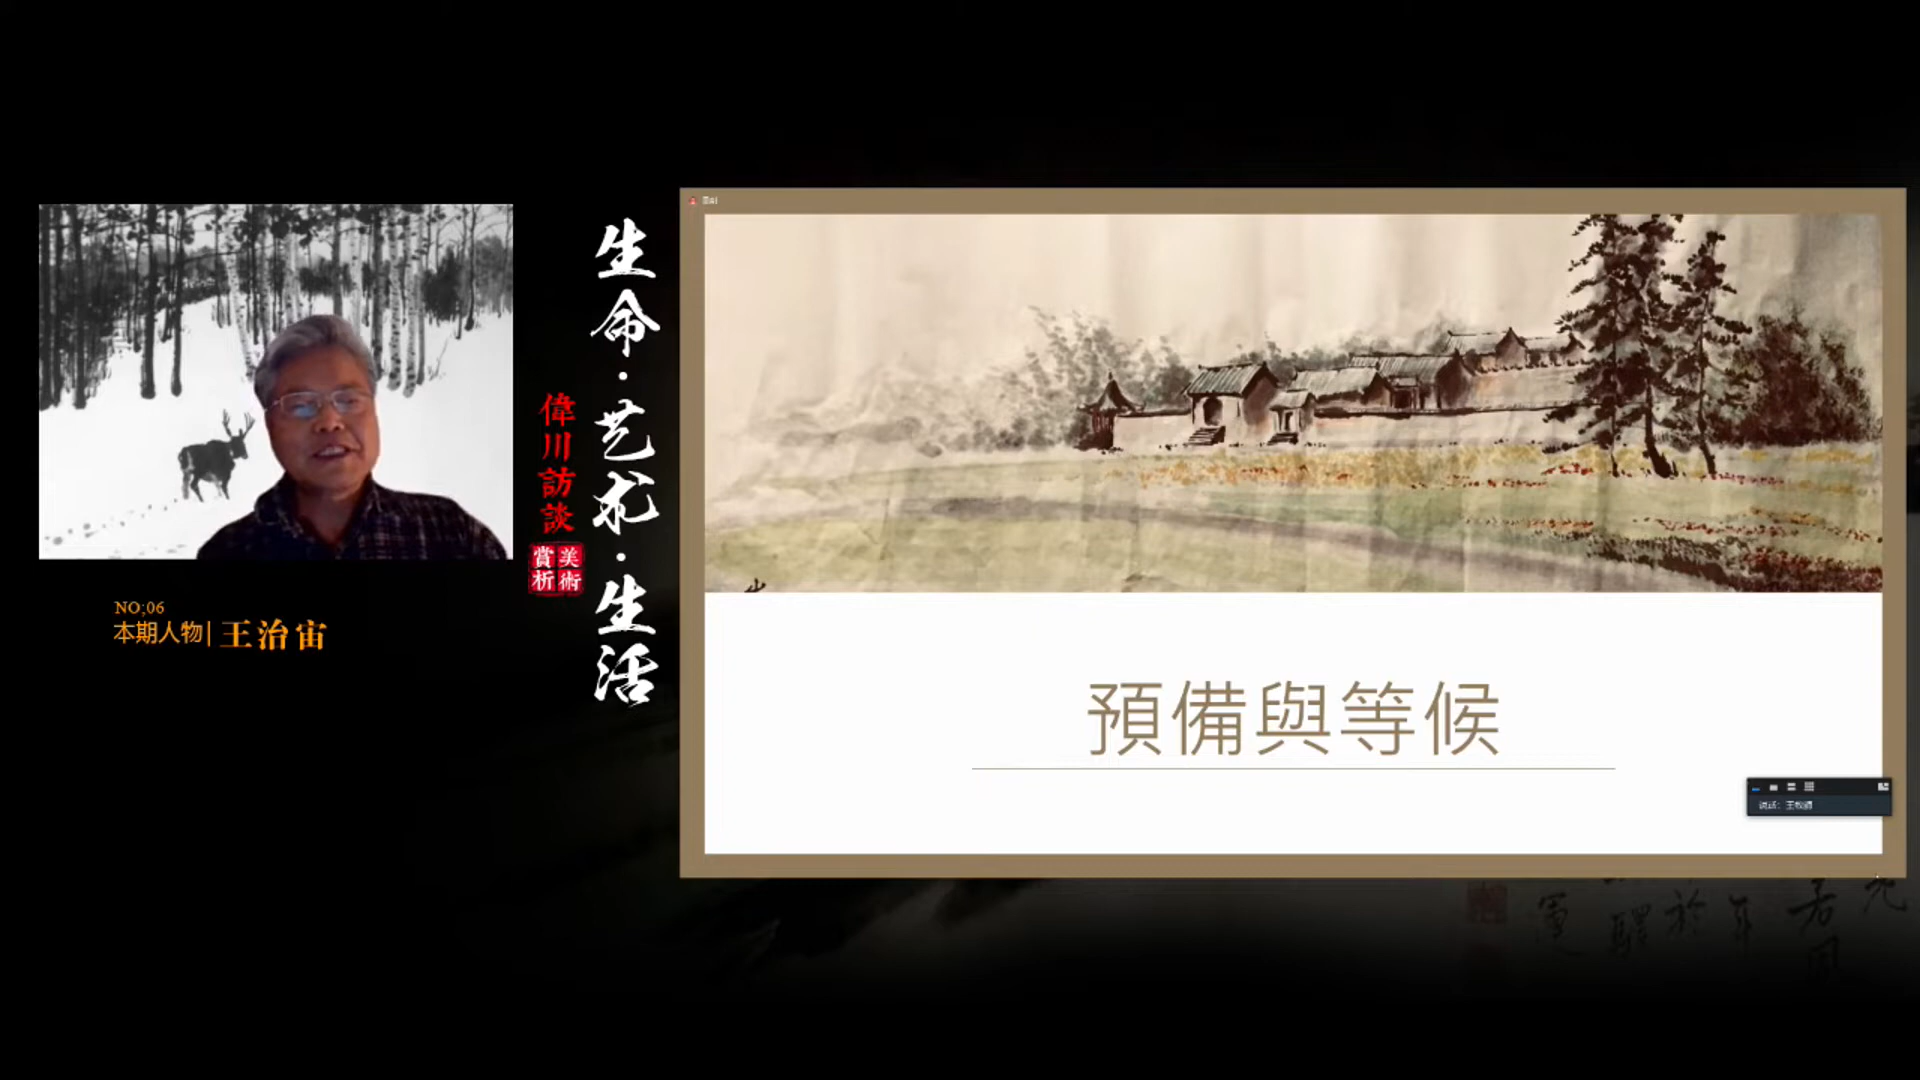 NO;06
本期人物| 王治宙
偉川訪談
美術
賞析
生命·艺术·生活
預備與等候